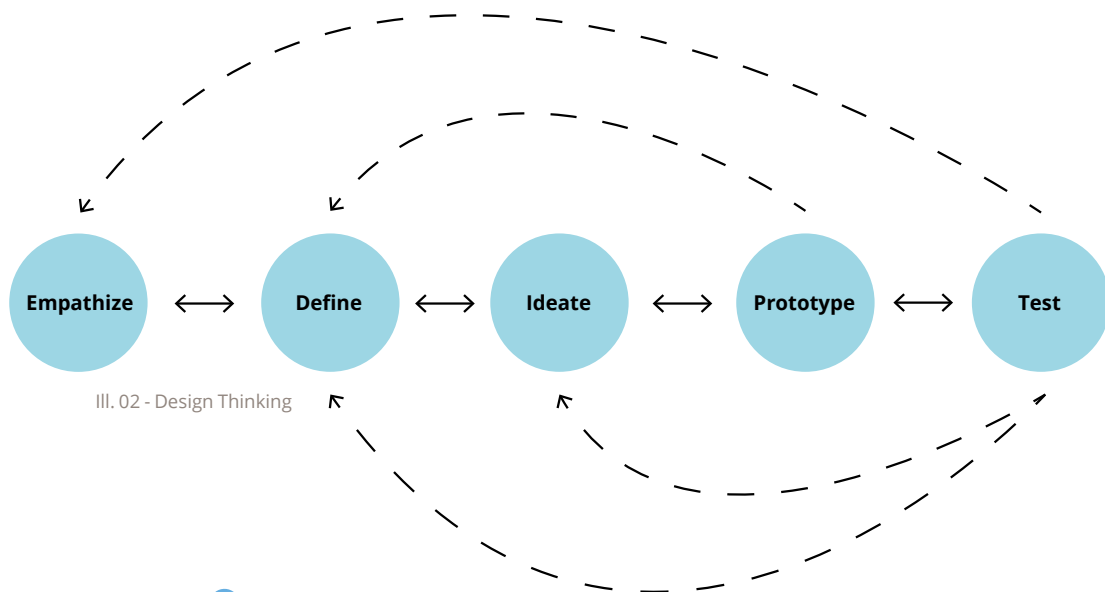 Empathize
Define
Ideate
Prototype
Test
Ill. 02 - Design Thinking